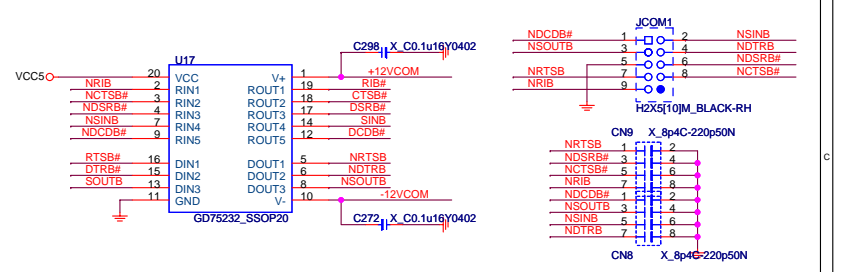 JCOM1
C298 X_C0.1u16Y0402
NDCDB# 1 2 NSINB
NSOUTB 3 4 NDTRB
5 6 NDSRB#
NRTSB 7 8 NCTSB#
NRIB 9
H2X5[10]M_BLACK-RH
U17
VCC5 20 VCC V+ 1 +12VCOM
NRIB 2 RIN1 ROUT1 19 RIB#
NCTSB# 3 RIN2 ROUT2 18 CTSB#
NDSRB# 4 RIN3 ROUT3 17 DSRB#
NSINB 7 RIN4 ROUT4 14 SINB
NDCDB# 9 RIN5 ROUT5 12 DCDB#
RTSB# 16 DIN1 DOUT1 5 NRTSB
DTRB# 15 DIN2 DOUT2 6 NDTRB
SOUTB 13 DIN3 DOUT3 8 NSOUTB
11 GND V- 10 -12VCOM
GD75232_SSOP20
C272 X_C0.1u16Y0402
CN9 X_8p4C-220p50N
NRTSB 1 2
NDSRB# 3 4
NCTSB# 5 6
NRIB 7 8
NDCDB# 1 2
NSOUTB 3 4
NSINB 5 6
NDTRB 7 8
CN8 X_8p4C-220p50N
C